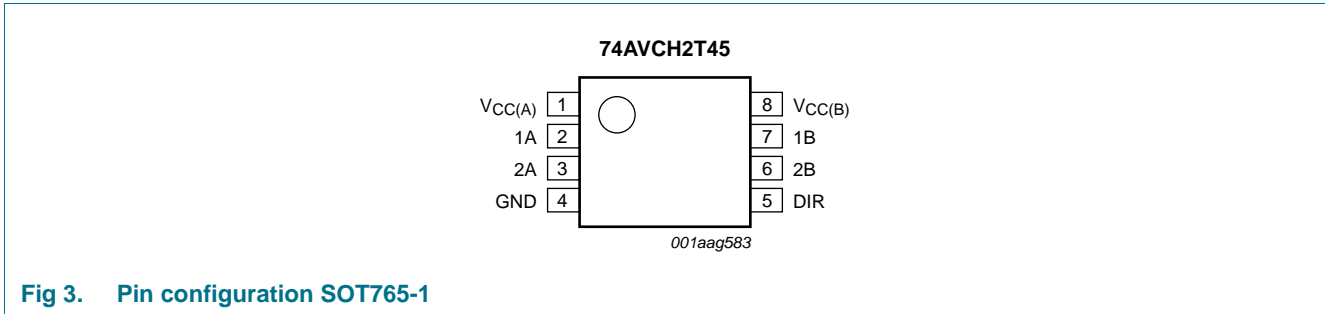 74AVCH2T45
VCC(A) 1 8 VCC(B)
1A 2 7 1B
2A 3 6 2B
GND 4 5 DIR
001aag583
Fig 3. Pin configuration SOT765-1